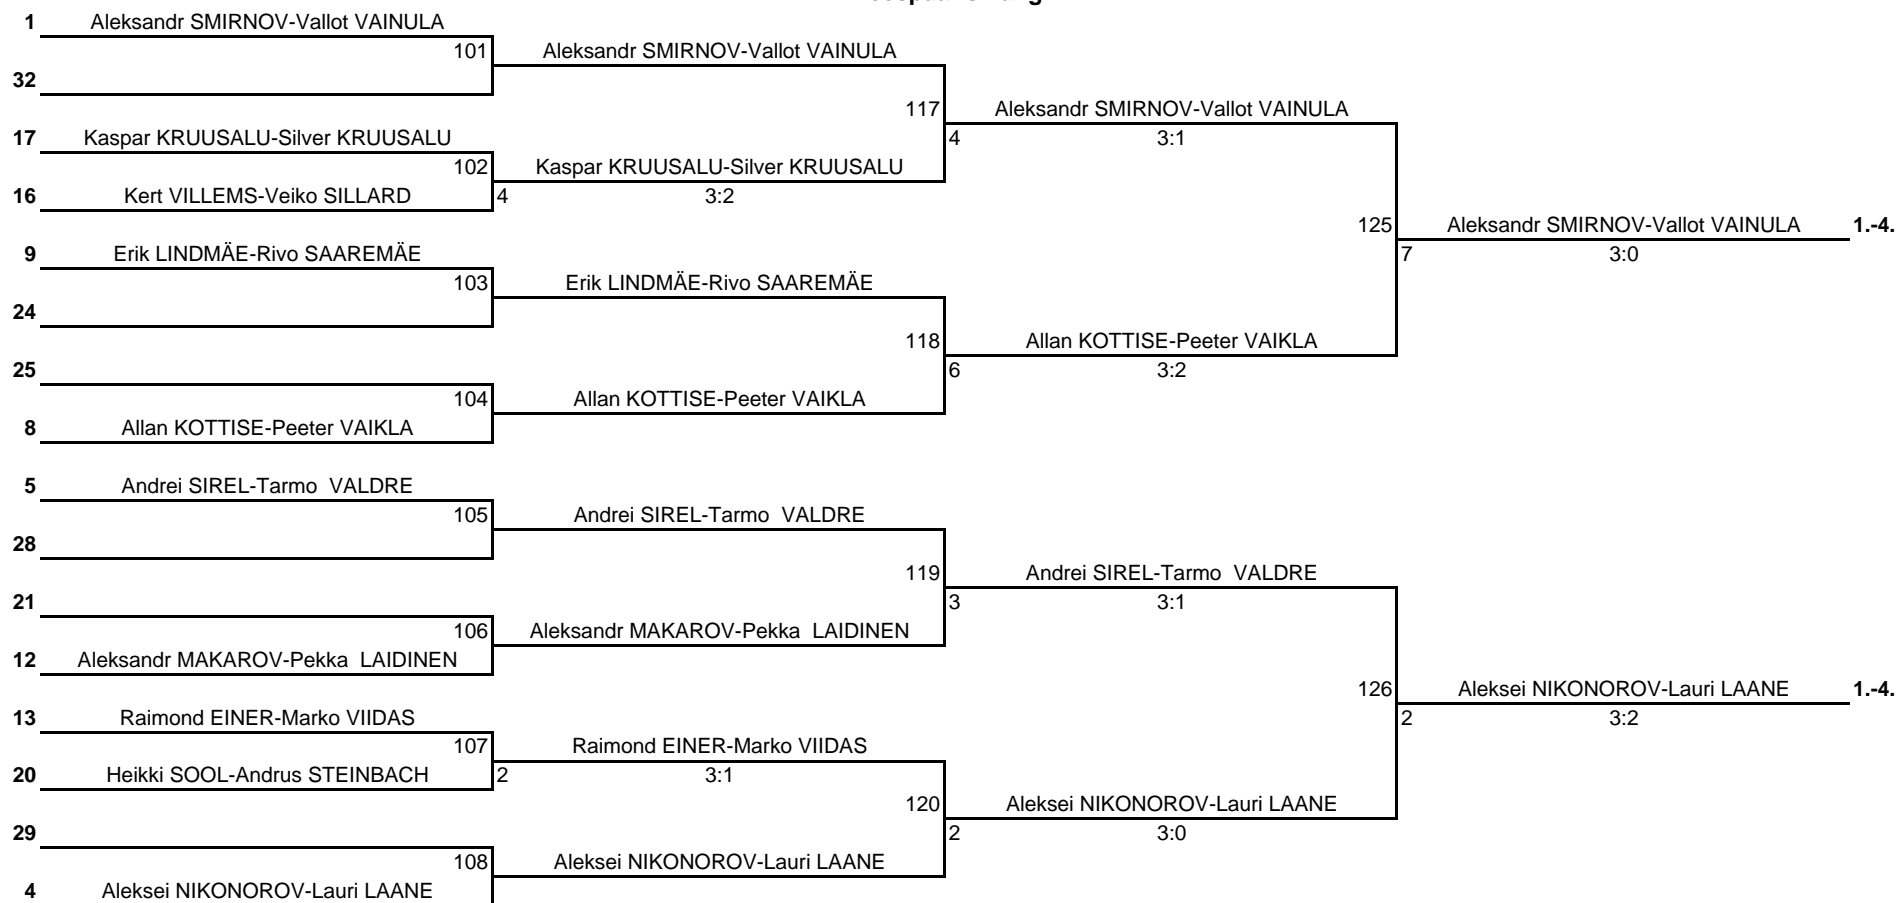 1 Aleksandr SMIRNOV-Vallot VAINULA
101 Aleksandr SMIRNOV-Vallot VAINULA
32
117 Aleksandr SMIRNOV-Vallot VAINULA
17 Kaspar KRUUSALU-Silver KRUUSALU
4 3:1
102 Kaspar KRUUSALU-Silver KRUUSALU
16 Kert VILLEMS-Veiko SILLARD 4 3:2
125 Aleksandr SMIRNOV-Vallot VAINULA 1.-4.
9 Erik LINDMÄE-Rivo SAAREMÄE
7 3:0
103 Erik LINDMÄE-Rivo SAAREMÄE
24
118 Allan KOTTISE-Peeter VAIKLA
25
6 3:2
104 Allan KOTTISE-Peeter VAIKLA
8 Allan KOTTISE-Peeter VAIKLA
5 Andrei SIREL-Tarmo  VALDRE
105 Andrei SIREL-Tarmo  VALDRE
28
119 Andrei SIREL-Tarmo  VALDRE
21
3 3:1
106 Aleksandr MAKAROV-Pekka  LAIDINEN
12 Aleksandr MAKAROV-Pekka  LAIDINEN
126 Aleksei NIKONOROV-Lauri LAANE 1.-4.
13 Raimond EINER-Marko VIIDAS
2 3:2
107 Raimond EINER-Marko VIIDAS
20 Heikki SOOL-Andrus STEINBACH 2 3:1
120 Aleksei NIKONOROV-Lauri LAANE
29
2 3:0
108 Aleksei NIKONOROV-Lauri LAANE
4 Aleksei NIKONOROV-Lauri LAANE